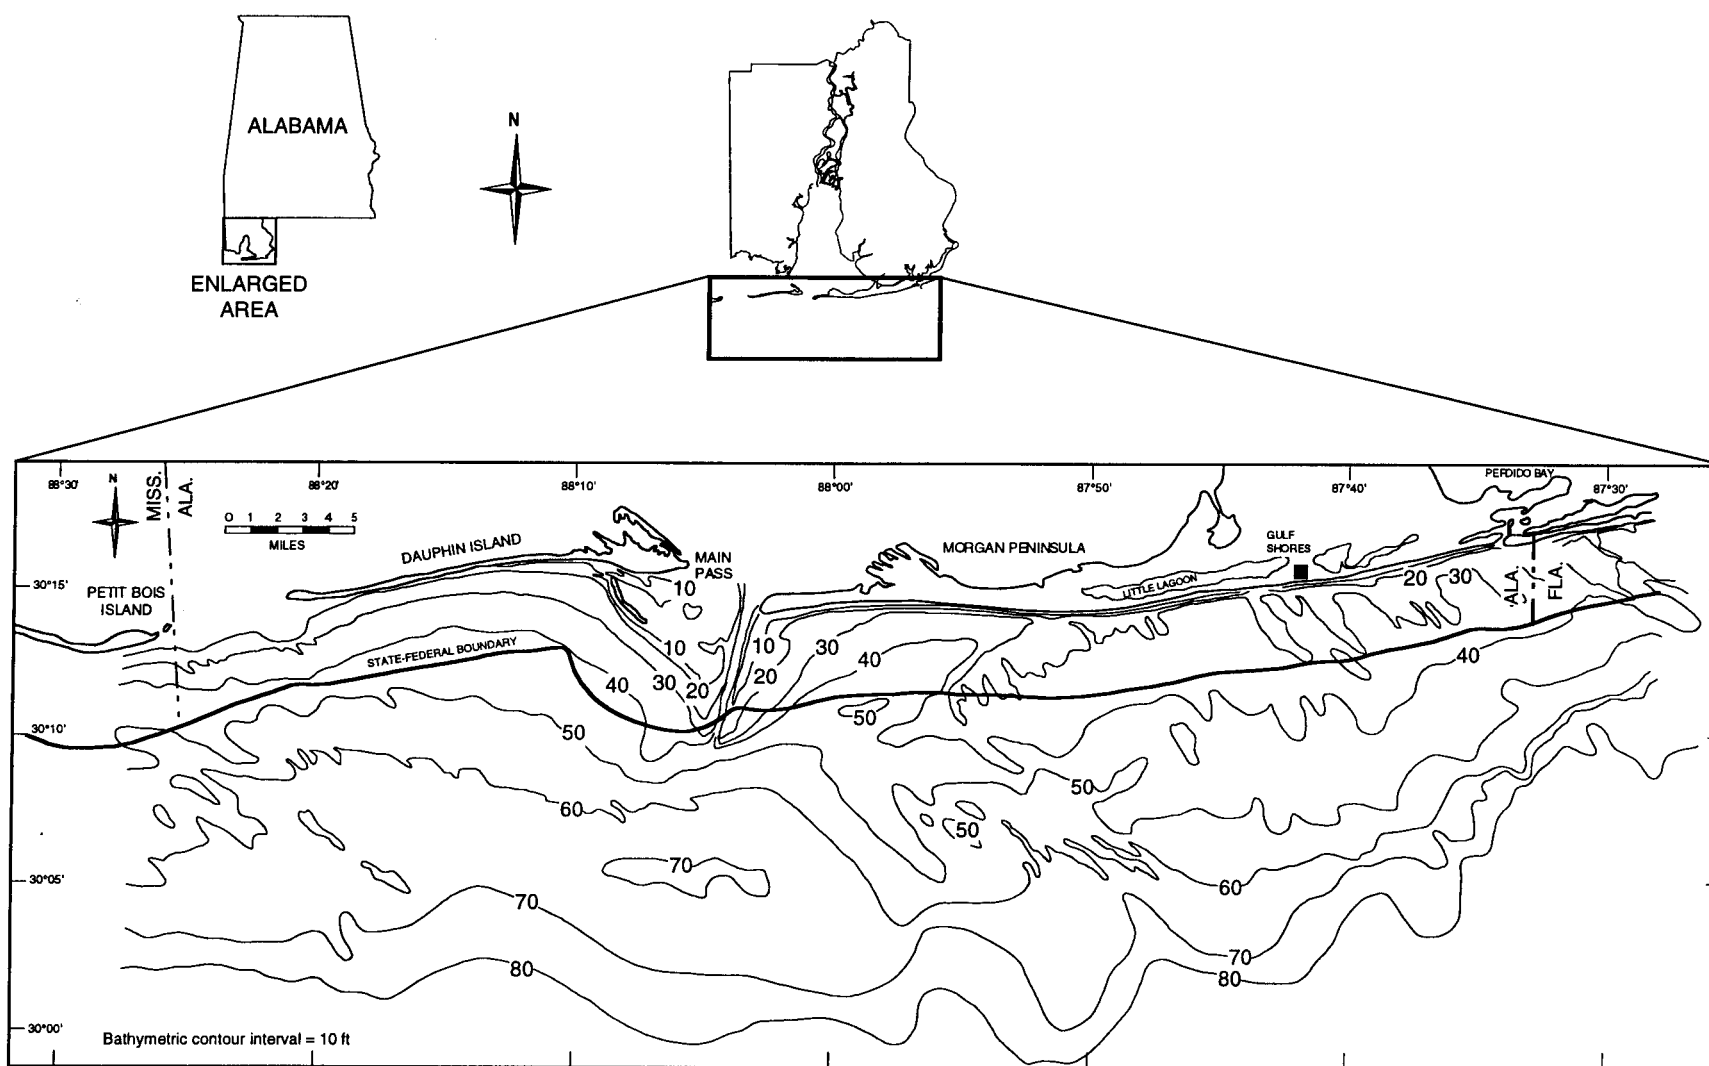 ALABAMA
N
ENLARGED
AREA
88°30'
88°20'
88°10'
88°00'
87°50'
87°40'
87°30'
PERDIDO BAY
N
MISS.
ALA.
0 1 2 3 4 5
MILES
DAUPHIN ISLAND
MAIN
PASS
MORGAN PENINSULA
GULF
SHORES
LITTLE LAGOON
30°15'
PETIT BOIS
ISLAND
10
20
30
ALA.
FLA.
STATE-FEDERAL BOUNDARY
10
10
30
40
40
20
20
30
40
50
30°10'
50
50
60
50
70
30°05'
60
70
70
80
80
30°00'
Bathymetric contour interval = 10 ft